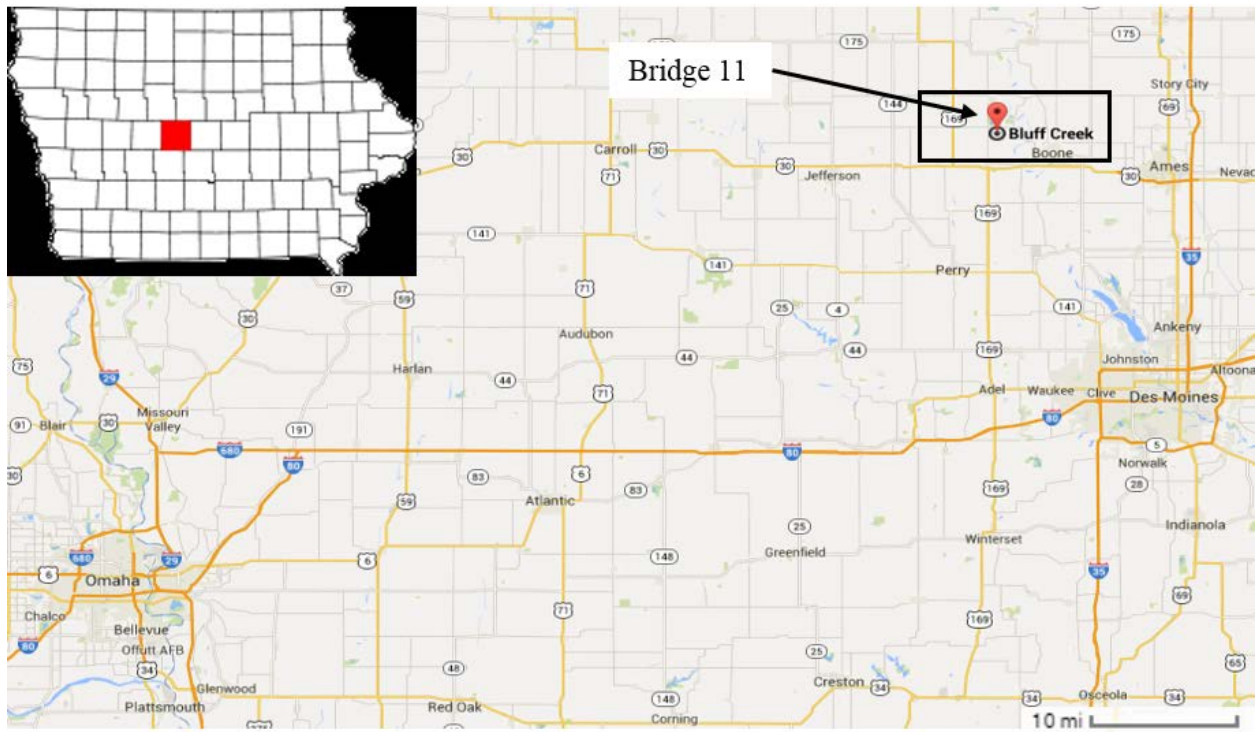 175
175
Bridge 11
Story City
144
69
169
Bluff Creek
Boone
Carroll
30
30
30
71
Jefferson
30
Ames
Nevad
30
169
141
141
35
37
59
71
Perry
141
30
25
4
Ankeny
Audubon
169
44
44
Johnston
Altoona
75
29
Harlan
44
71
Adel
Waukee
Clive
Des Moines
Missouri
Valley
80
91
Blair
30
191
5
680
80
80
Norwalk
30
6
83
28
59
Atlantic
83
169
25
Indianola
148
Greenfield
Winterset
680
29
6
6
Omaha
35
Chalco
71
69
Bellevue
169
80
Offutt AFB
25
34
48
65
Glenwood
Creston
34
34
34
Osceola
Plattsmouth
Red Oak
Corning
10 mi